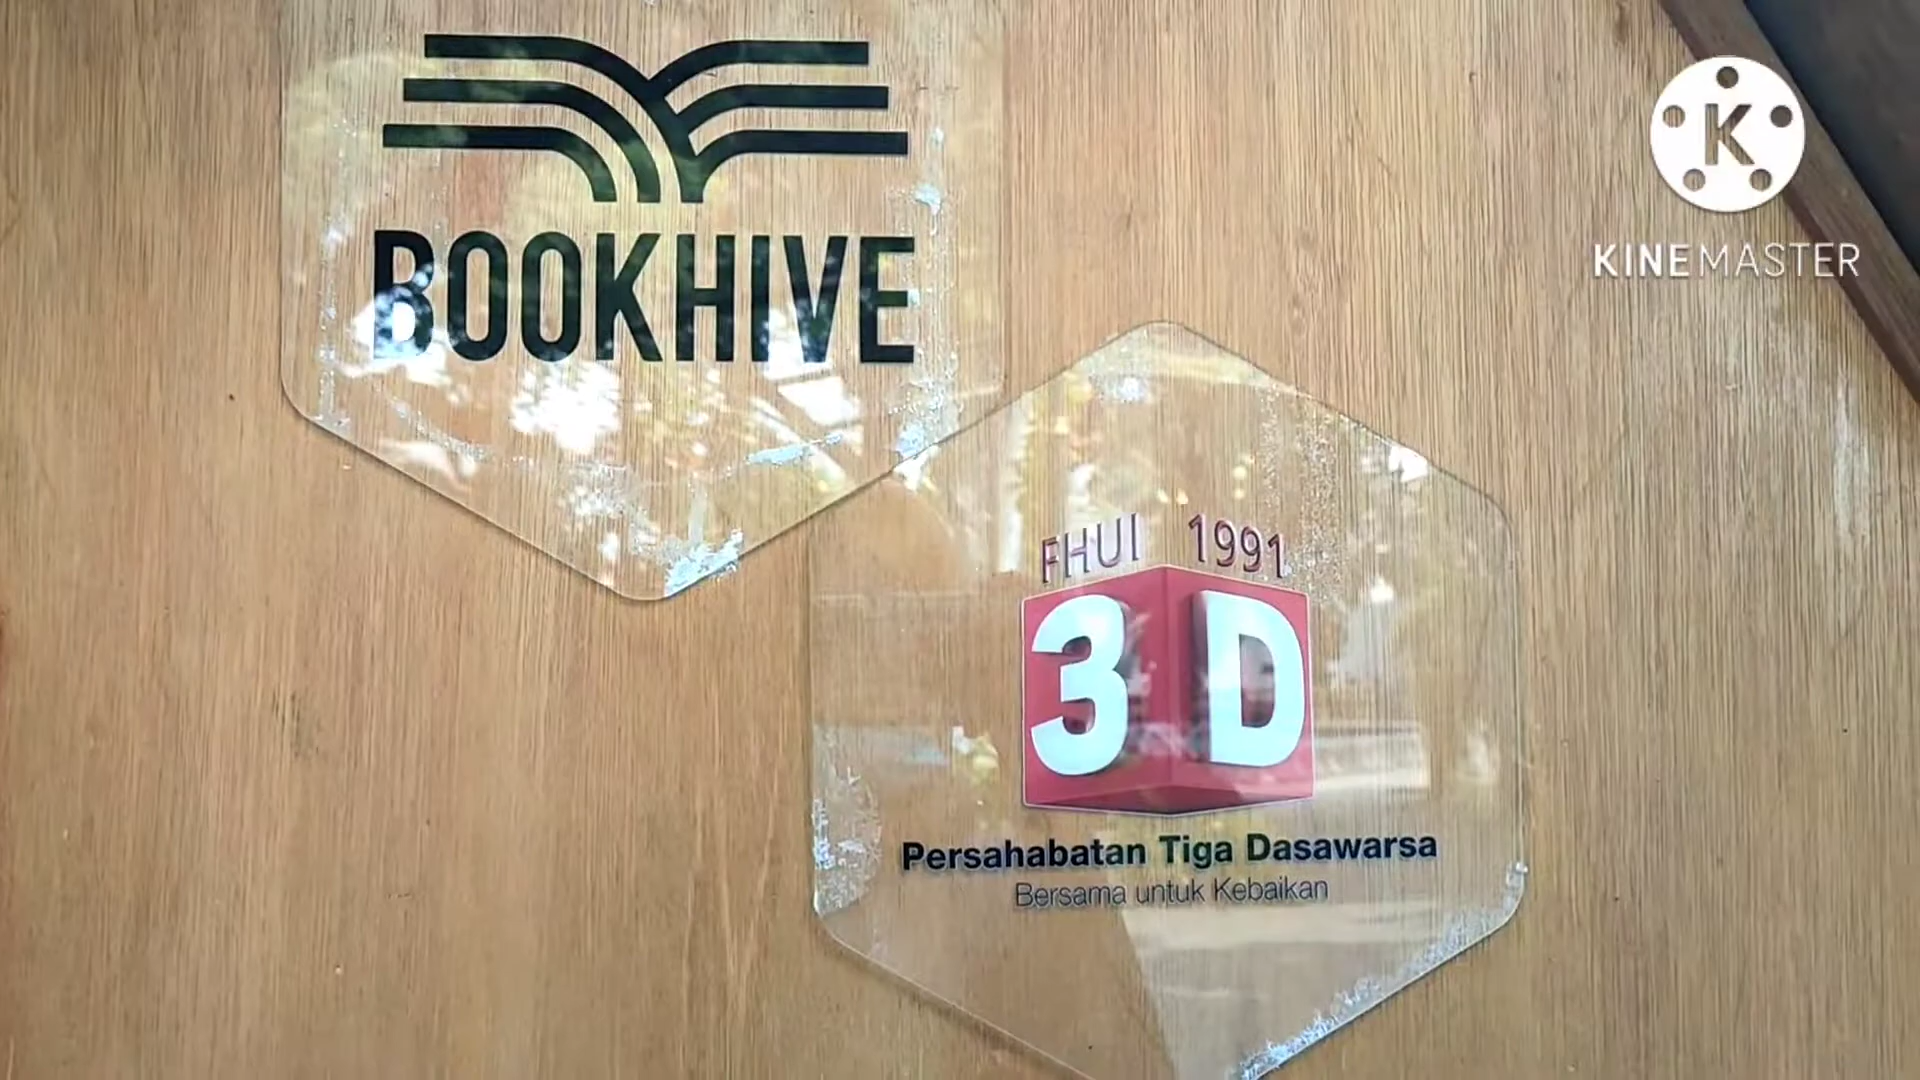 BOOKHIVE
K
KINEMASTER
FHUI 1991
3D
Persahabatan Tiga Dasawarsa
Bersama untuk Kebaikan